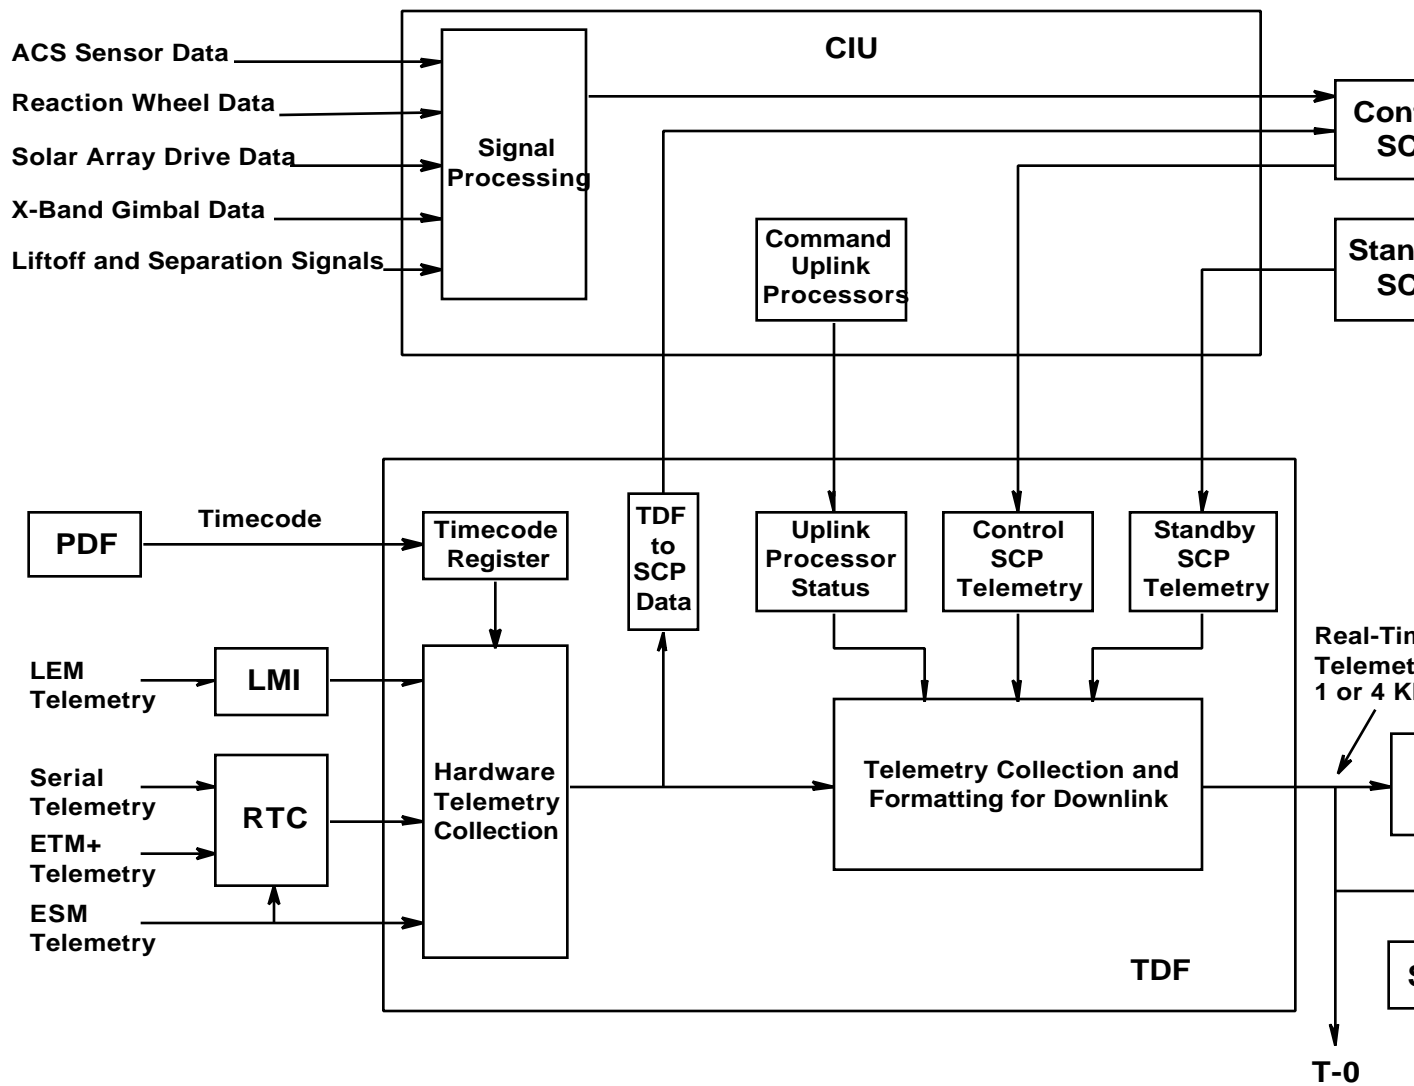 CIU
ACS Sensor Data
Reaction Wheel Data
Solar Array Drive Data
X-Band Gimbal Data
Liftoff and Separation Signals
Signal
Processing
Command
Uplink
Processors
PDF
Timecode
Timecode
Register
TDF
to
SCP
Data
Uplink
Processor
Status
Control
SCP
Telemetry
Standby
SCP
Telemetry
LEM
Telemetry
LMI
Serial
Telemetry
ETM+
Telemetry
RTC
ESM
Telemetry
Hardware
Telemetry
Collection
Telemetry Collection and
Formatting for Downlink
1 or 4
TDF
T-0